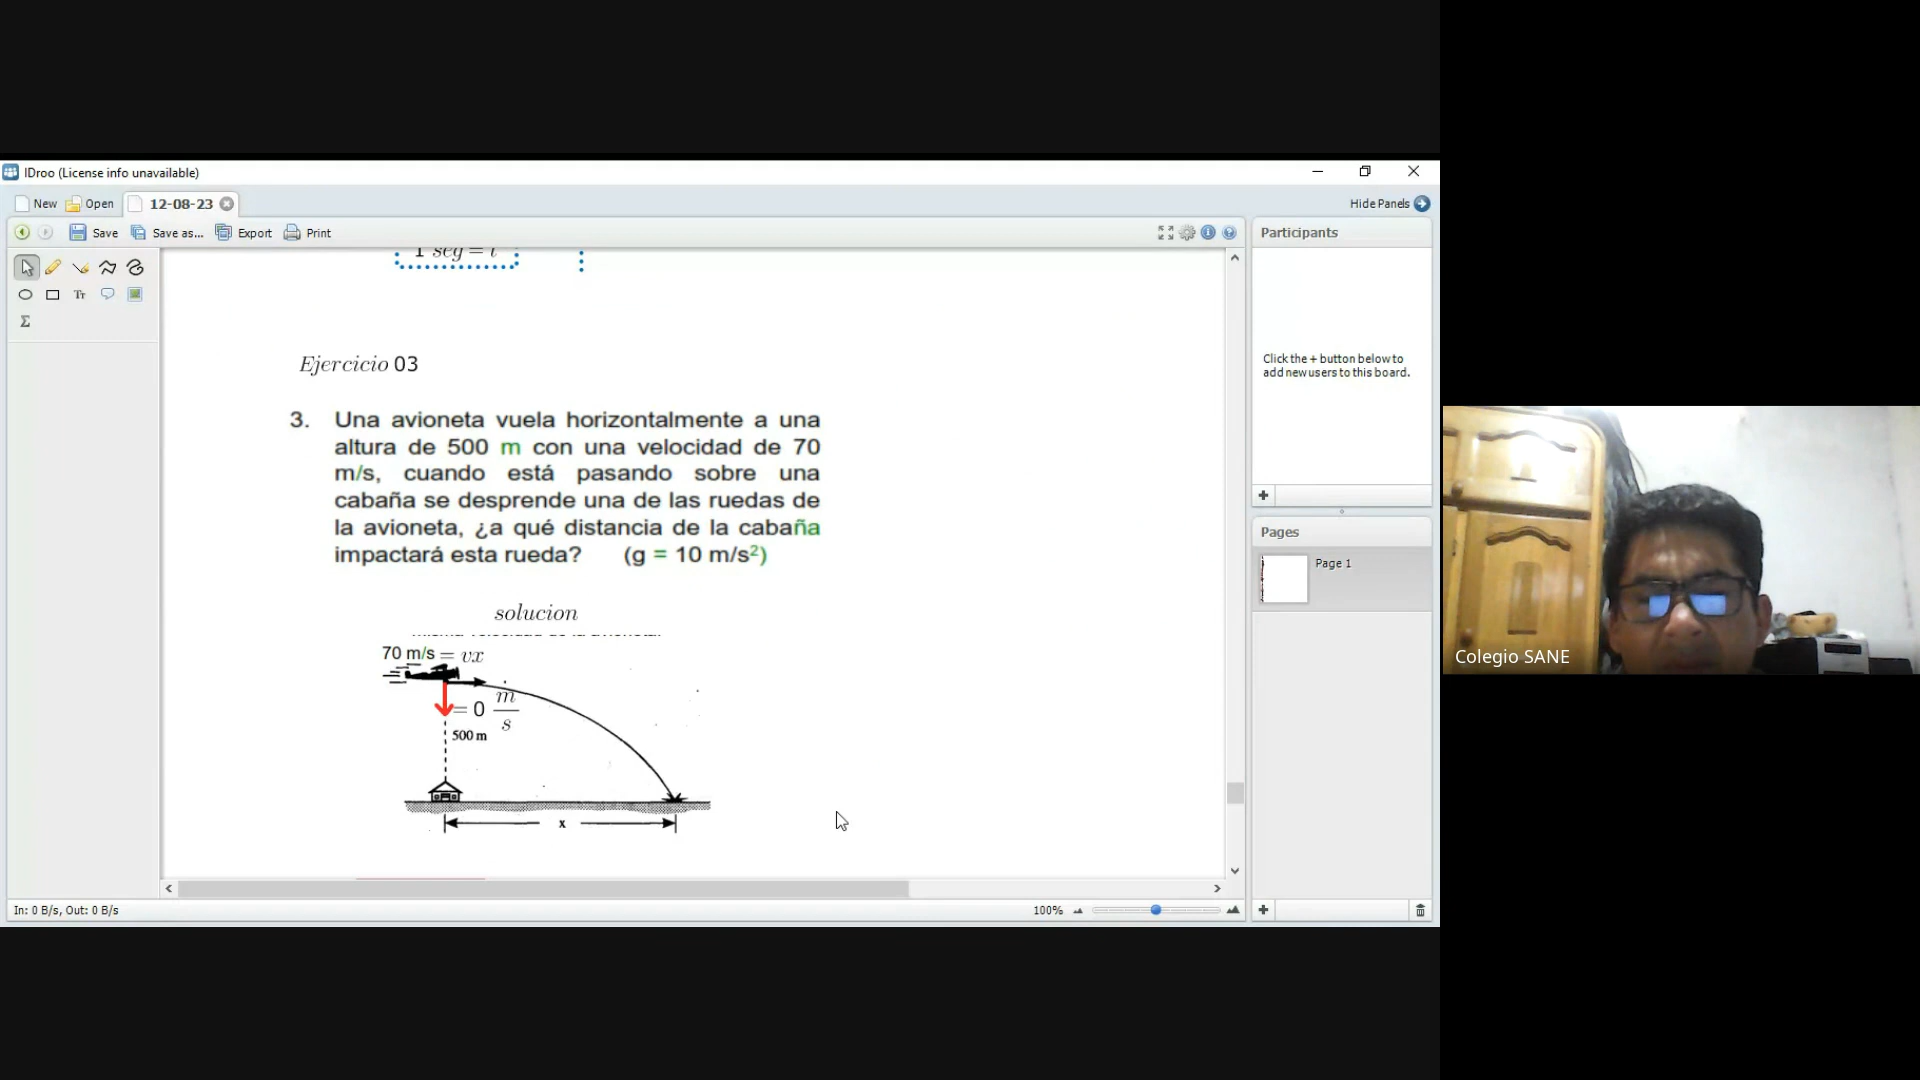 IDroo (License info unavailable)
New Open 12-08-23 Hide Panels
Save Save as... Export Print
1 seg = t
Ejercicio 03
3. Una avioneta vuela horizontalmente a una
altura de 500 m con una velocidad de 70
m/s, cuando está pasando sobre una
cabaña se desprende una de las ruedas de
la avioneta, ¿a qué distancia de la cabaña
impactará esta rueda? (g = 10 m/s²)
solucion
70 m/s = vx
= 0 m/s
500 m
x
In: 0 B/s, Out: 0 B/s
100%
Participants
Click the + button below to
add new users to this board.
Pages
Page 1
Tr
Σ
Colegio SANE